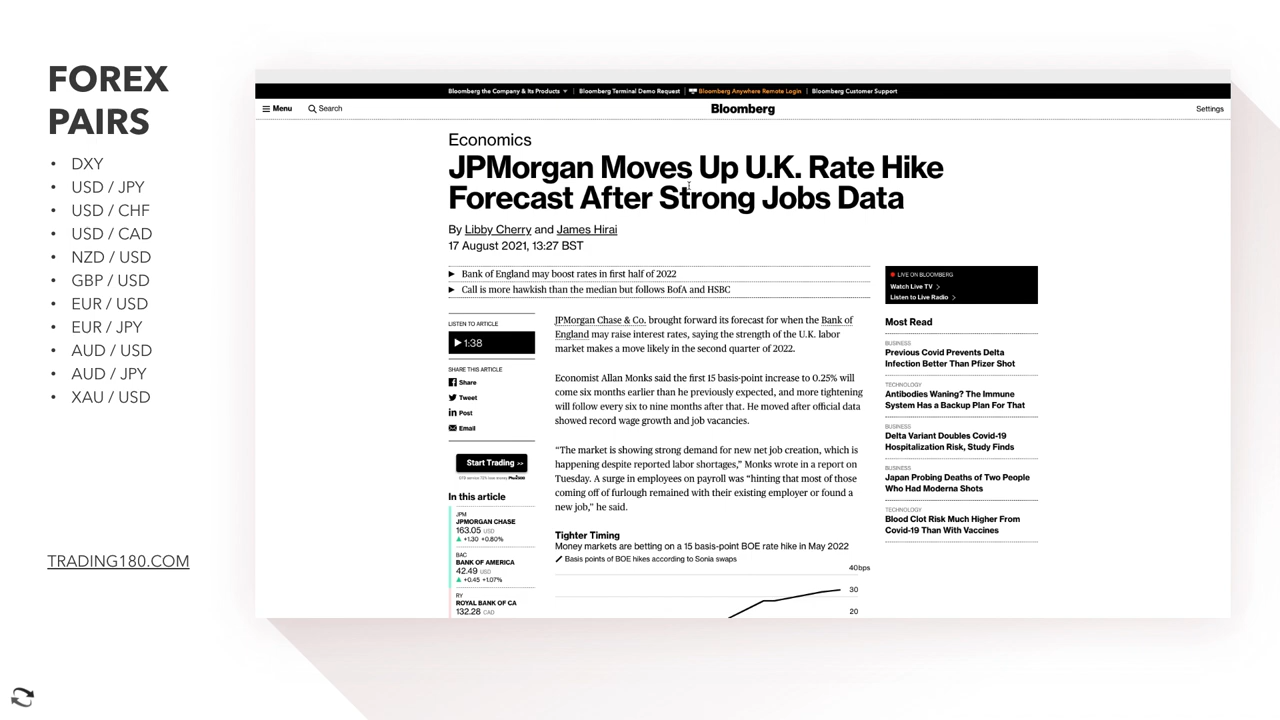 FOREX
PAIRS
• DXY
• USD / JPY
• USD / CHF
• USD / CAD
• NZD / USD
• GBP / USD
• EUR / USD
• EUR / JPY
• AUD / USD
• AUD / JPY
• XAU / USD
TRADING180.COM
Bloomberg the Company & Its Products | Bloomberg Terminal Demo Request | Bloomberg Anywhere Remote Login | Bloomberg Customer Support
Menu Search Bloomberg Settings
Economics
JPMorgan Moves Up U.K. Rate Hike
Forecast After Strong Jobs Data
By Libby Cherry and James Hirai
17 August 2021, 13:27 BST
Bank of England may boost rates in first half of 2022
Call is more hawkish than the median but follows BofA and HSBC
LISTEN TO ARTICLE
1:38
SHARE THIS ARTICLE
Share
Tweet
Post
Email
Start Trading >>
In this article
JPM
JPMORGAN CHASE
163.05 USD
▲ +1.30 +0.80%
BAC
BANK OF AMERICA
42.49 USD
▲ +0.45 +1.07%
RY
ROYAL BANK OF CA
132.28 CAD
JPMorgan Chase & Co. brought forward its forecast for when the Bank of
England may raise interest rates, saying the strength of the U.K. labor
market makes a move likely in the second quarter of 2022.
Economist Allan Monks said the first 15 basis-point increase to 0.25% will
come six months earlier than he previously expected, and more tightening
will follow every six to nine months after that. He moved after official data
showed record wage growth and job vacancies.
“The market is showing strong demand for new net job creation, which is
happening despite reported labor shortages,” Monks wrote in a report on
Tuesday. A surge in employees on payroll was “hinting that most of those
coming off of furlough remained with their existing employer or found a
new job,” he said.
Tighter Timing
Money markets are betting on a 15 basis-point BOE rate hike in May 2022
Basis points of BOE hikes according to Sonia swaps
40bps
30
20
LIVE ON BLOOMBERG
Watch Live TV >
Listen to Live Radio >
Most Read
BUSINESS
Previous Covid Prevents Delta
Infection Better Than Pfizer Shot
TECHNOLOGY
Antibodies Waning? The Immune
System Has a Backup Plan For That
BUSINESS
Delta Variant Doubles Covid-19
Hospitalization Risk, Study Finds
BUSINESS
Japan Probing Deaths of Two People
Who Had Moderna Shots
TECHNOLOGY
Blood Clot Risk Much Higher From
Covid-19 Than With Vaccines